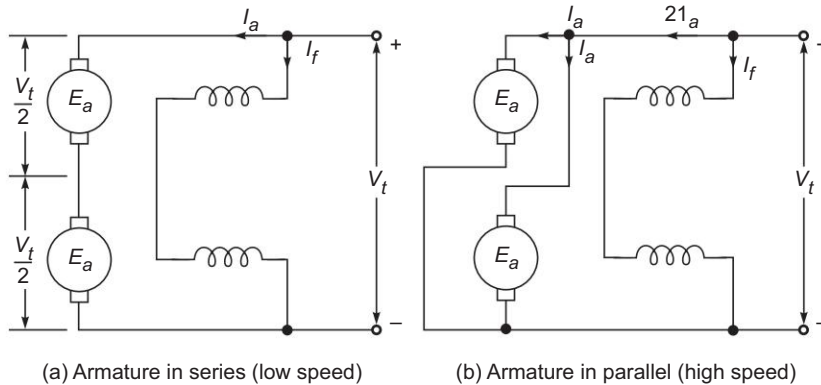 I_a
I_f
+
V_t/2
E_a
V_t
V_t/2
E_a
–
(a) Armature in series (low speed)
I_a
21_a
I_a
I_f
–
E_a
V_t
E_a
–
(b) Armature in parallel (high speed)